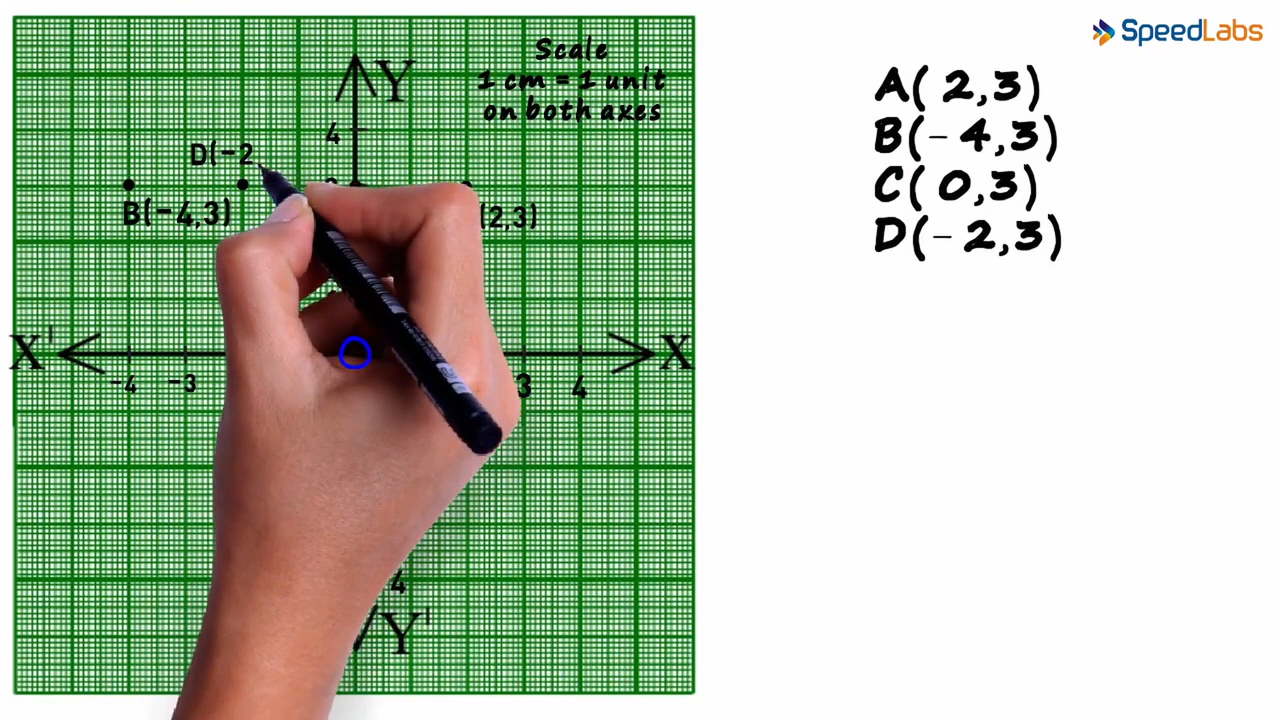 SpeedLabs
Scale
1 cm = 1 unit
on both axes
Y
4
D(-2
B(-4,3)
(2,3)
X'
X
-4 -3
3 4
4
Y'
A( 2,3)
B(- 4,3)
C( 0,3)
D(- 2,3)